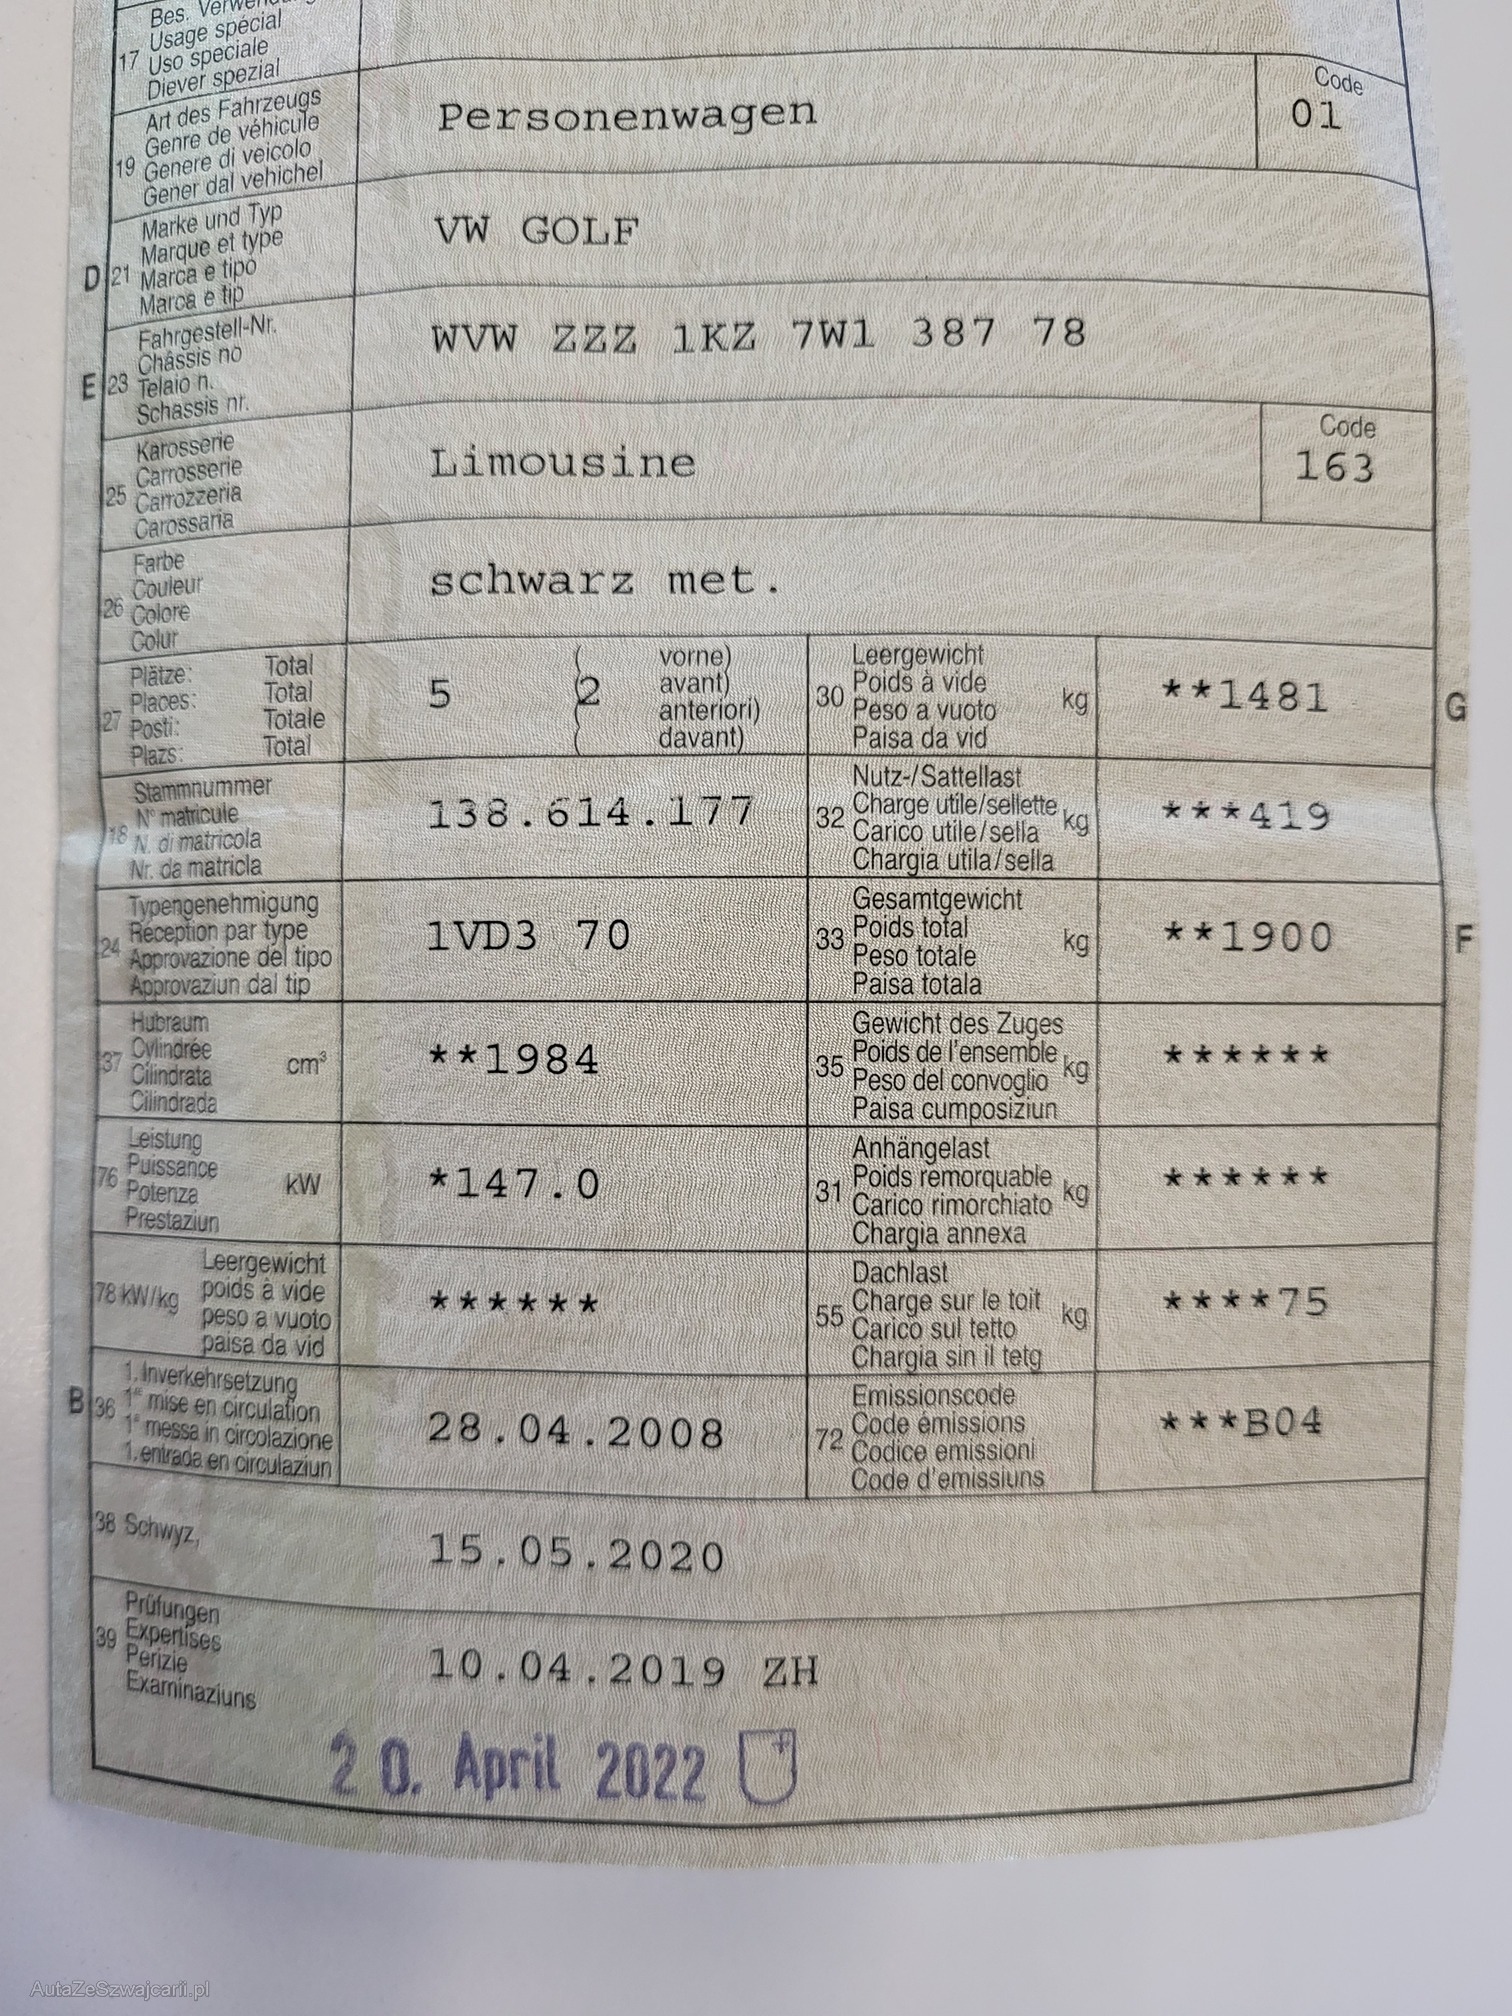 Bes. Verwendung
17 Usage spécial
Uso speciale
Diever spezial
Art des Fahrzeugs
Genre de véhicule
19 Genere di veicolo
Gener dal vehichel
Personenwagen
Code
01
Marke und Typ
Marque et type
D 21 Marca e tipo
Marca e tip
VW GOLF
Fahrgestell-Nr.
Châssis no
E 23 Telaio n.
Schassis nr.
WVW ZZZ 1KZ 7W1 387 78
Karosserie
Carrosserie
25 Carrozzeria
Carossaria
Limousine
Code
163
Farbe
Couleur
26 Colore
Colur
schwarz met.
Plätze: Total
Places: Total
27 Posti: Totale
Plazs: Total
5 (2 vorne)
avant)
anteriori)
davant)
Leergewicht
30 Poids à vide kg
Peso a vuoto
Paisa da vid
**1481
G
Stammnummer
N° matricule
18 N. di matricola
Nr. da matricla
138.614.177
Nutz-/Sattellast
32 Charge utile/sellette kg
Carico utile/sella
Chargia utila/sella
***419
Typengenehmigung
24 Réception par type
Approvazione del tipo
Approvaziun dal tip
1VD3 70
Gesamtgewicht
33 Poids total kg
Peso totale
Paisa totala
**1900
F
Hubraum
37 Cylindrée cm³
Cilindrata
Cilindrada
**1984
Gewicht des Zuges
35 Poids de l'ensemble kg
Peso del convoglio
Paisa cumposiziun
******
Leistung
76 Puissance kW
Potenza
Prestaziun
*147.0
Anhängelast
31 Poids remorquable kg
Carico rimorchiato
Chargia annexa
******
Leergewicht
78 kW/kg poids à vide
peso a vuoto
paisa da vid
******
Dachlast
55 Charge sur le toit kg
Carico sul tetto
Chargia sin il tetg
****75
1. Inverkehrsetzung
B 36 1re mise en circulation
1a messa in circolazione
1. entrada en circulaziun
28.04.2008
Emissionscode
72 Code émissions
Codice emissioni
Code d'emissiuns
***B04
38 Schwyz,
15.05.2020
Prüfungen
39 Expertises
Perizie
Examinaziuns
10.04.2019 ZH
20. April 2022
AutaZeSzwajcarii.pl